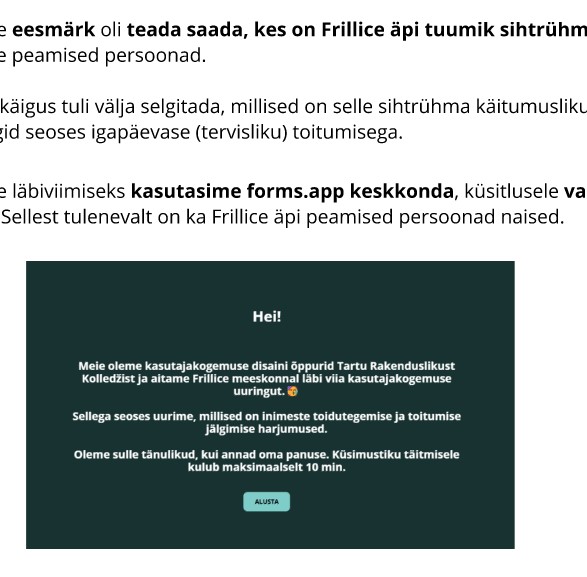 e eesmärk oli teada saada, kes on Frillice äpi tuumik sihtrühm
e peamised persoonad.
käigus tuli välja selgitada, millised on selle sihtrühma käitumusliku
gid seoses igapäevase (tervisliku) toitumisega.
e läbiviimiseks kasutasime forms.app keskkonda, küsitlusele va
Sellest tulenevalt on ka Frillice äpi peamised persoonad naised.
Hei!
Meie oleme kasutajakogemuse disaini õppurid Tartu Rakenduslikust
Kolledžist ja aitame Frillice meeskonnal läbi viia kasutajakogemuse
uuringut. 🥳
Sellega seoses uurime, millised on inimeste toidutegemise ja toitumise
jälgimise harjumused.
Oleme sulle tänulikud, kui annad oma panuse. Küsimustiku täitmisele
kulub maksimaalselt 10 min.
ALUSTA